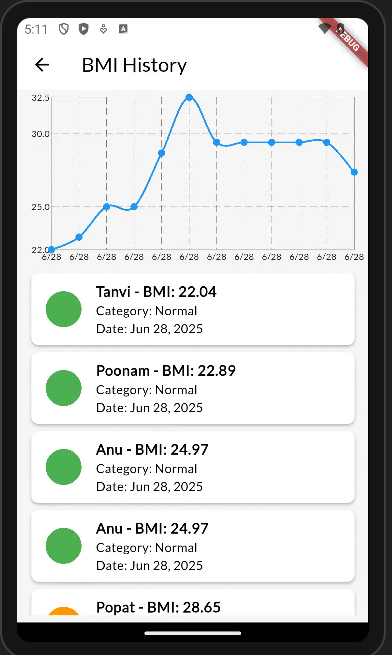 5:11
DEBUG
BMI History
32.5
30.0
25.0
22.0
6/28 6/28 6/28 6/28 6/28 6/28 6/28 6/28 6/28 6/28 6/28 6/28
Tanvi - BMI: 22.04
Category: Normal
Date: Jun 28, 2025
Poonam - BMI: 22.89
Category: Normal
Date: Jun 28, 2025
Anu - BMI: 24.97
Category: Normal
Date: Jun 28, 2025
Anu - BMI: 24.97
Category: Normal
Date: Jun 28, 2025
Popat - BMI: 28.65